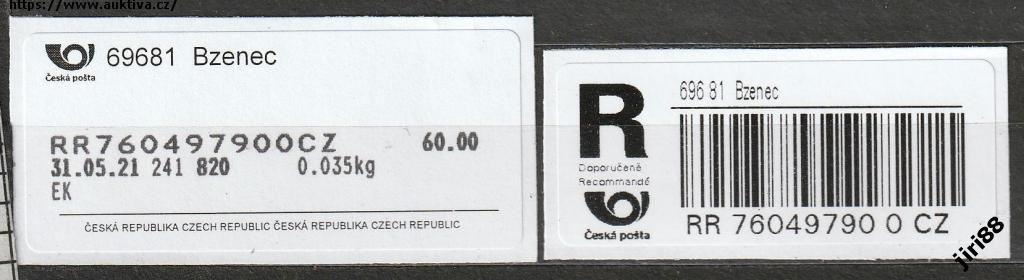 https://www.auktiva.cz/
Česká pošta
69681 Bzenec
RR760497900CZ 60.00
31.05.21 241 820 0.035kg
EK
ČESKÁ REPUBLIKA CZECH REPUBLIC ČESKÁ REPUBLIKA CZECH REPUBLIC
R
Doporučeně
Recommandé
Česká pošta
696 81 Bzenec
RR 76049790 0 CZ
jiri88